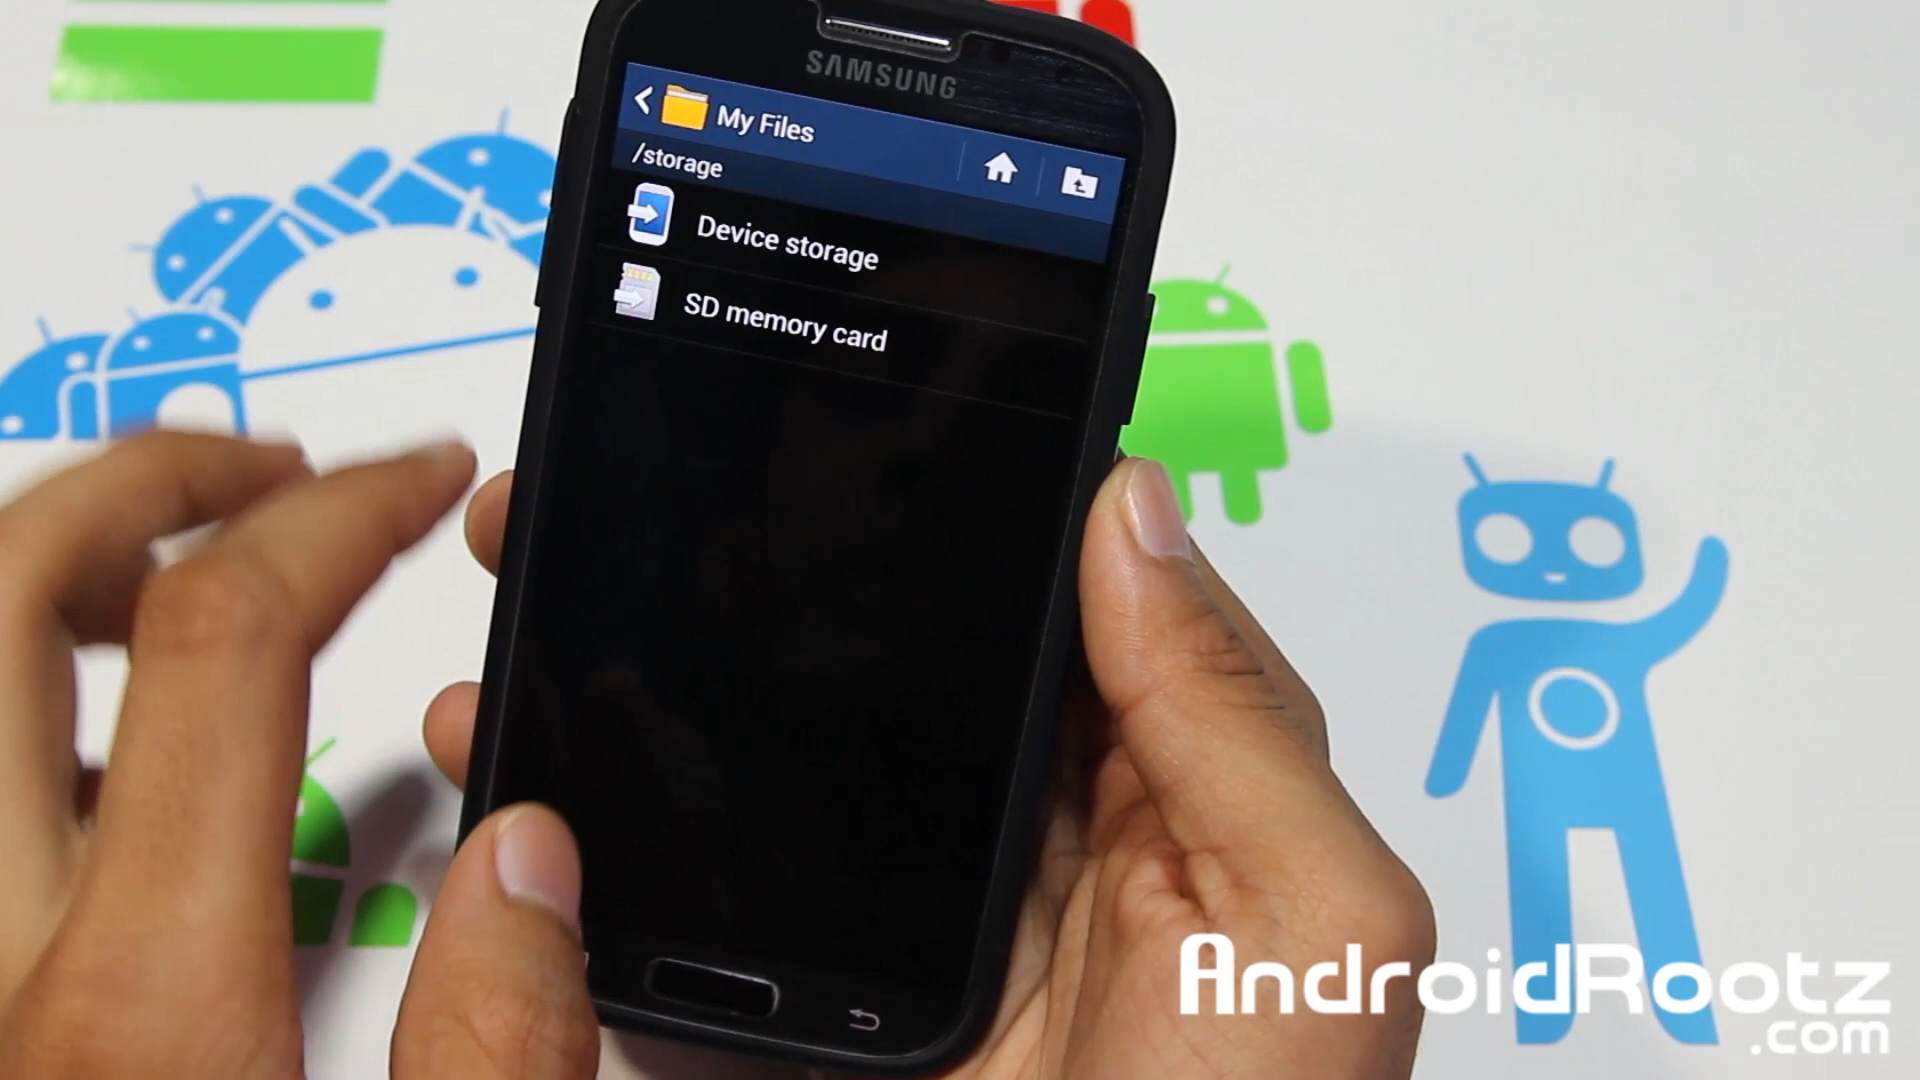 SAMSUNG
My Files
/storage
Device storage
SD memory card
AndroidRootz
.com